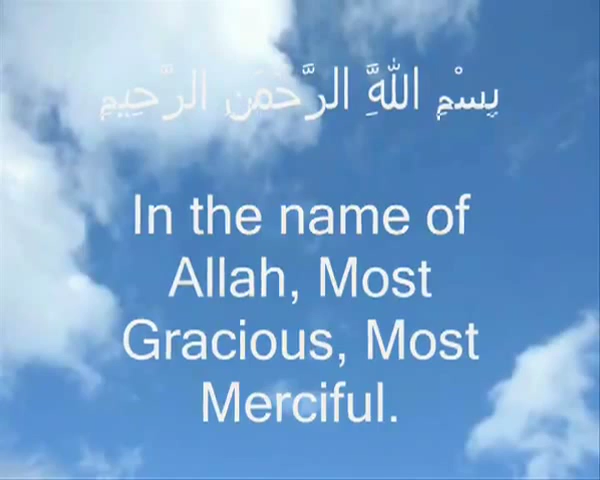 بِسْمِ اللَّهِ الرَّحْمَنِ الرَّحِيمِ
In the name of
Allah, Most
Gracious, Most
Merciful.